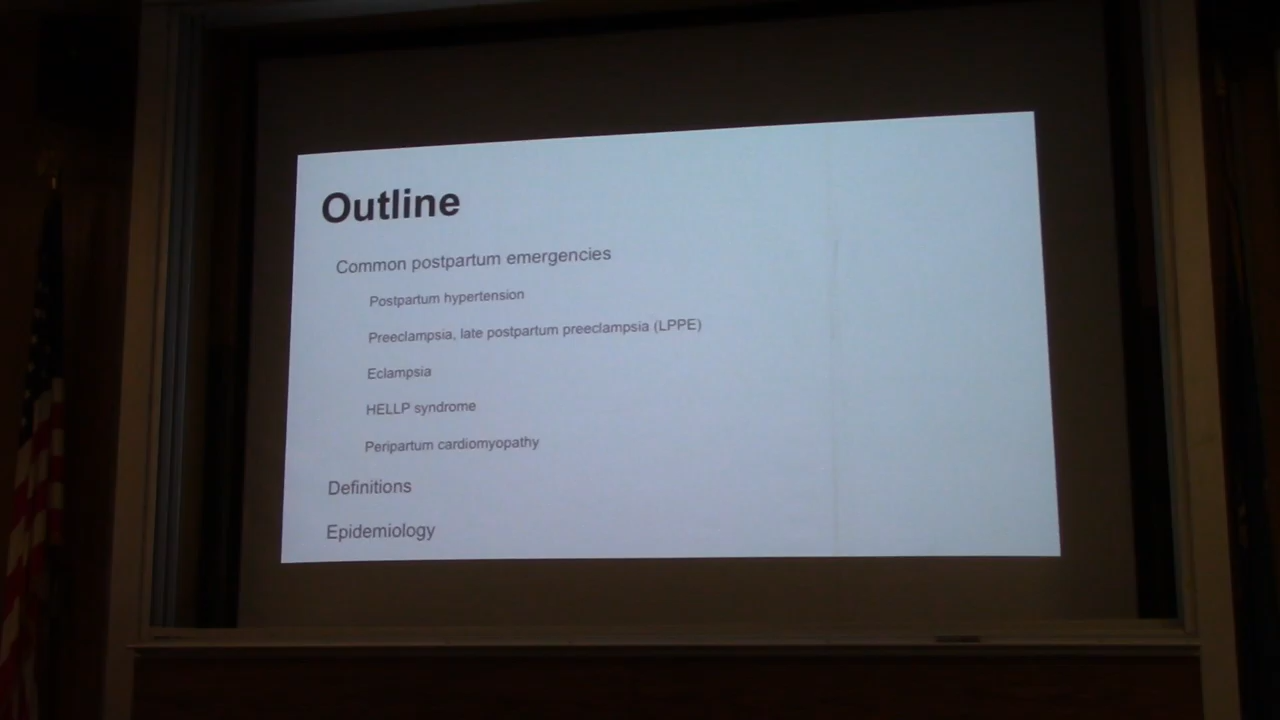 Outline
Common postpartum emergencies
Postpartum hypertension
Preeclampsia, late postpartum preeclampsia (LPPE)
Eclampsia
HELLP syndrome
Peripartum cardiomyopathy
Definitions
Epidemiology